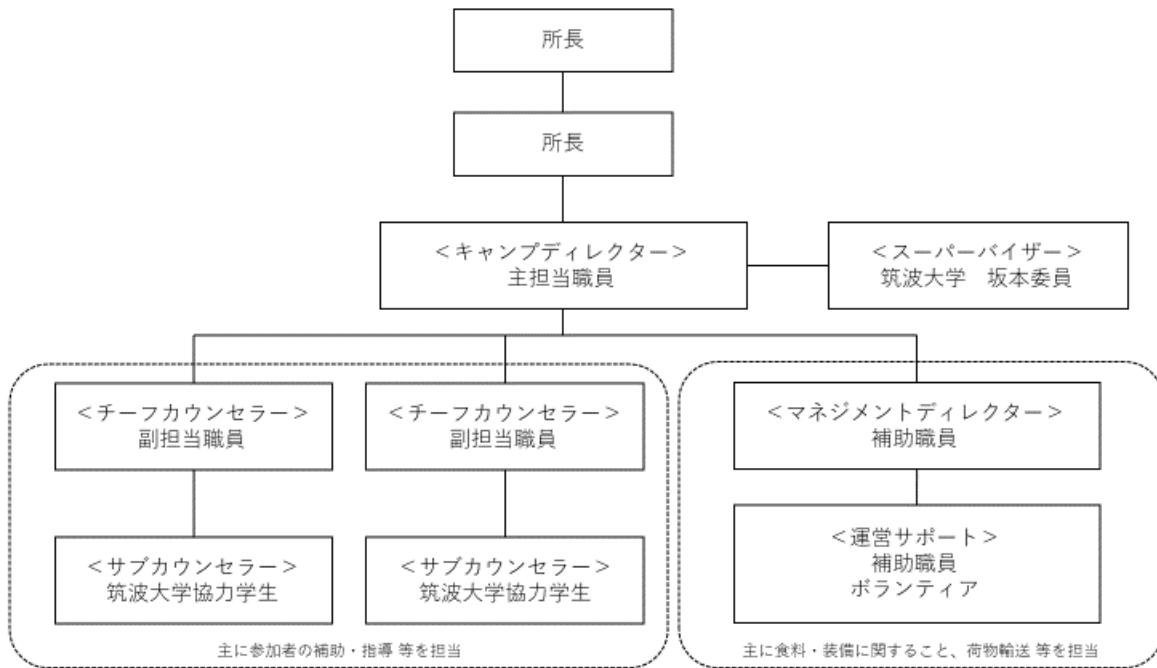 所長
所長
＜キャンプディレクター＞
主担当職員
＜スーパーバイザー＞
筑波大学　坂本委員
＜チーフカウンセラー＞
副担当職員
＜チーフカウンセラー＞
副担当職員
＜マネジメントディレクター＞
補助職員
＜サブカウンセラー＞
筑波大学協力学生
＜サブカウンセラー＞
筑波大学協力学生
＜運営サポート＞
補助職員
ボランティア
主に参加者の補助・指導 等を担当
主に食料・装備に関すること、荷物輸送 等を担当